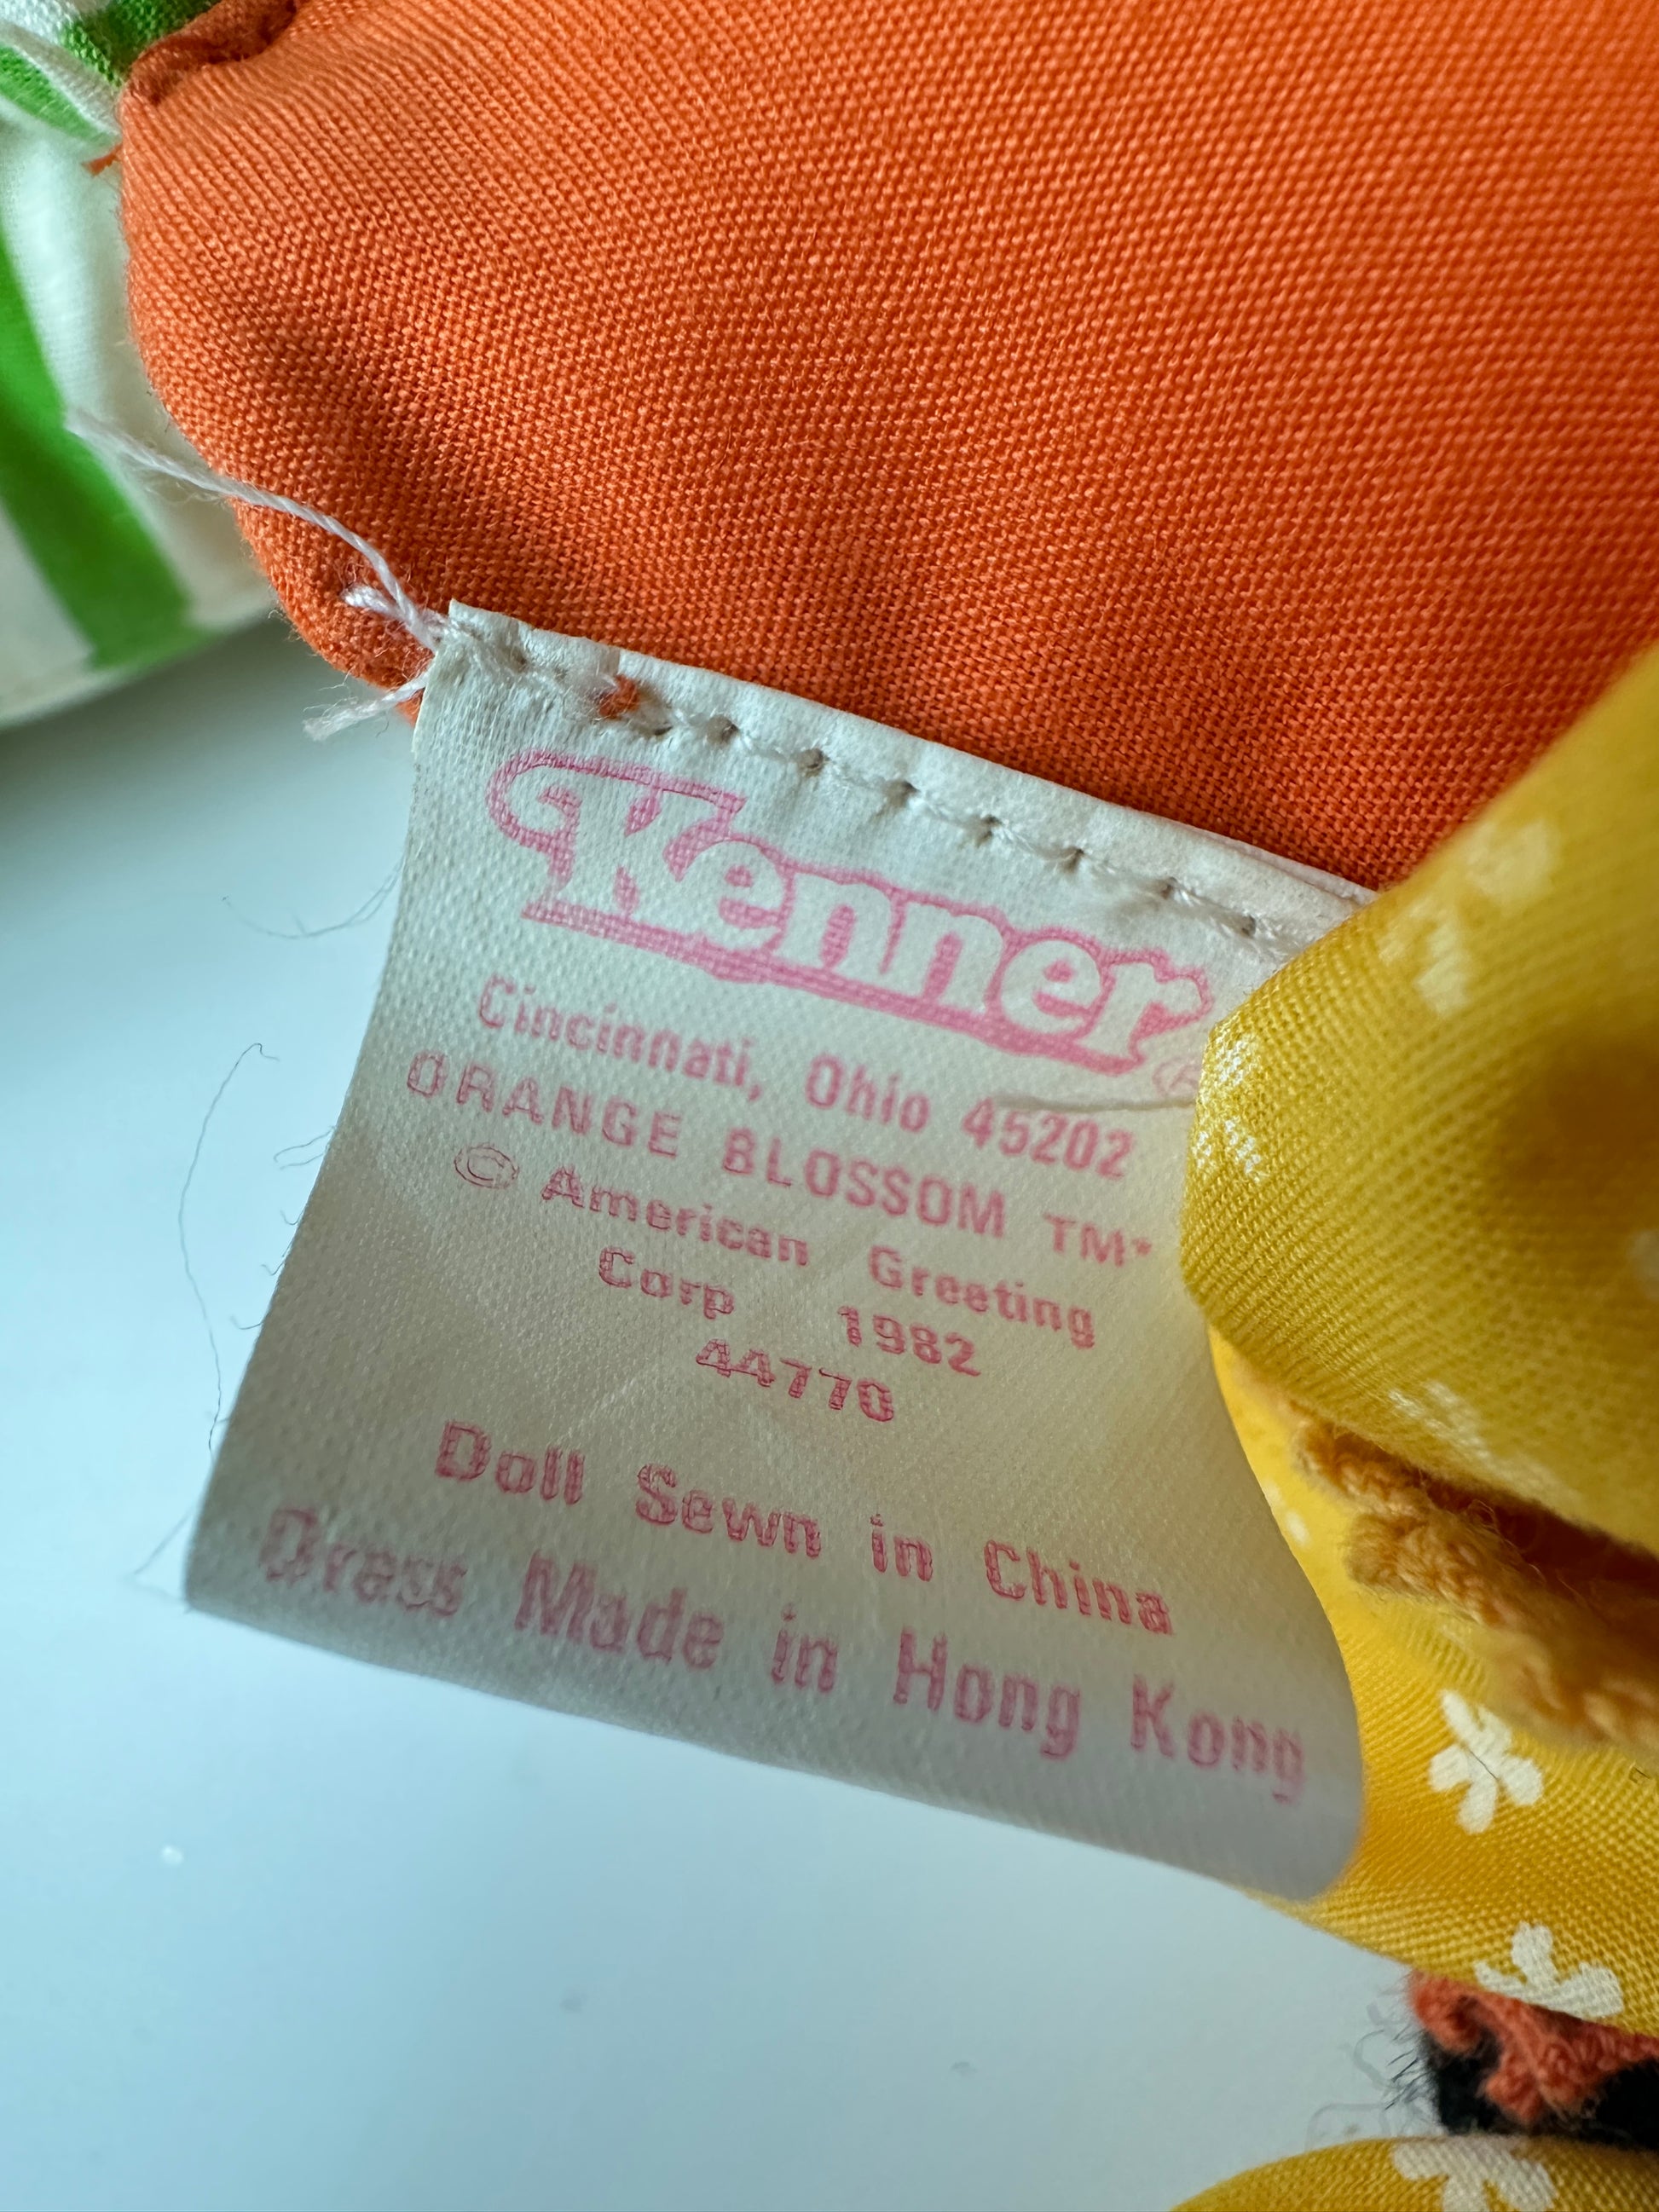 Kenner®
Cincinnati, Ohio 45202
ORANGE BLOSSOM TM*
© American Greeting
Corp 1982
44770
Doll Sewn in China
Dress Made in Hong Kong